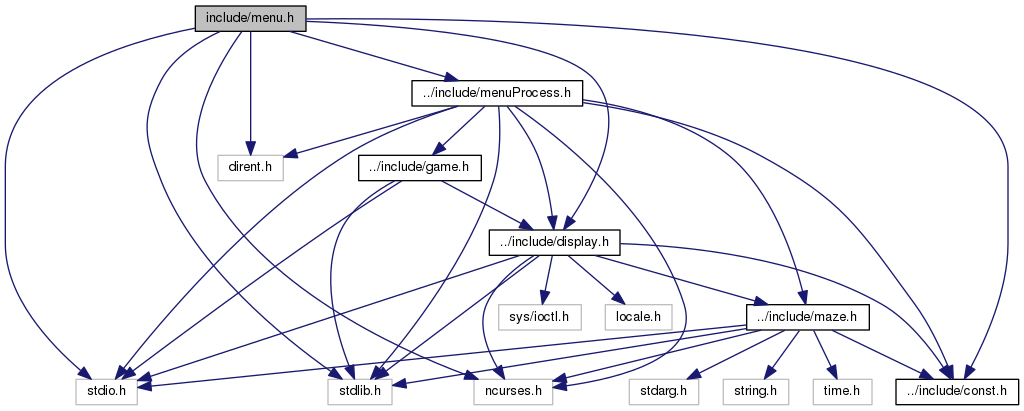 include/menu.h
../include/menuProcess.h
dirent.h
../include/game.h
../include/display.h
sys/ioctl.h
locale.h
../include/maze.h
stdio.h
stdlib.h
ncurses.h
stdarg.h
string.h
time.h
../include/const.h